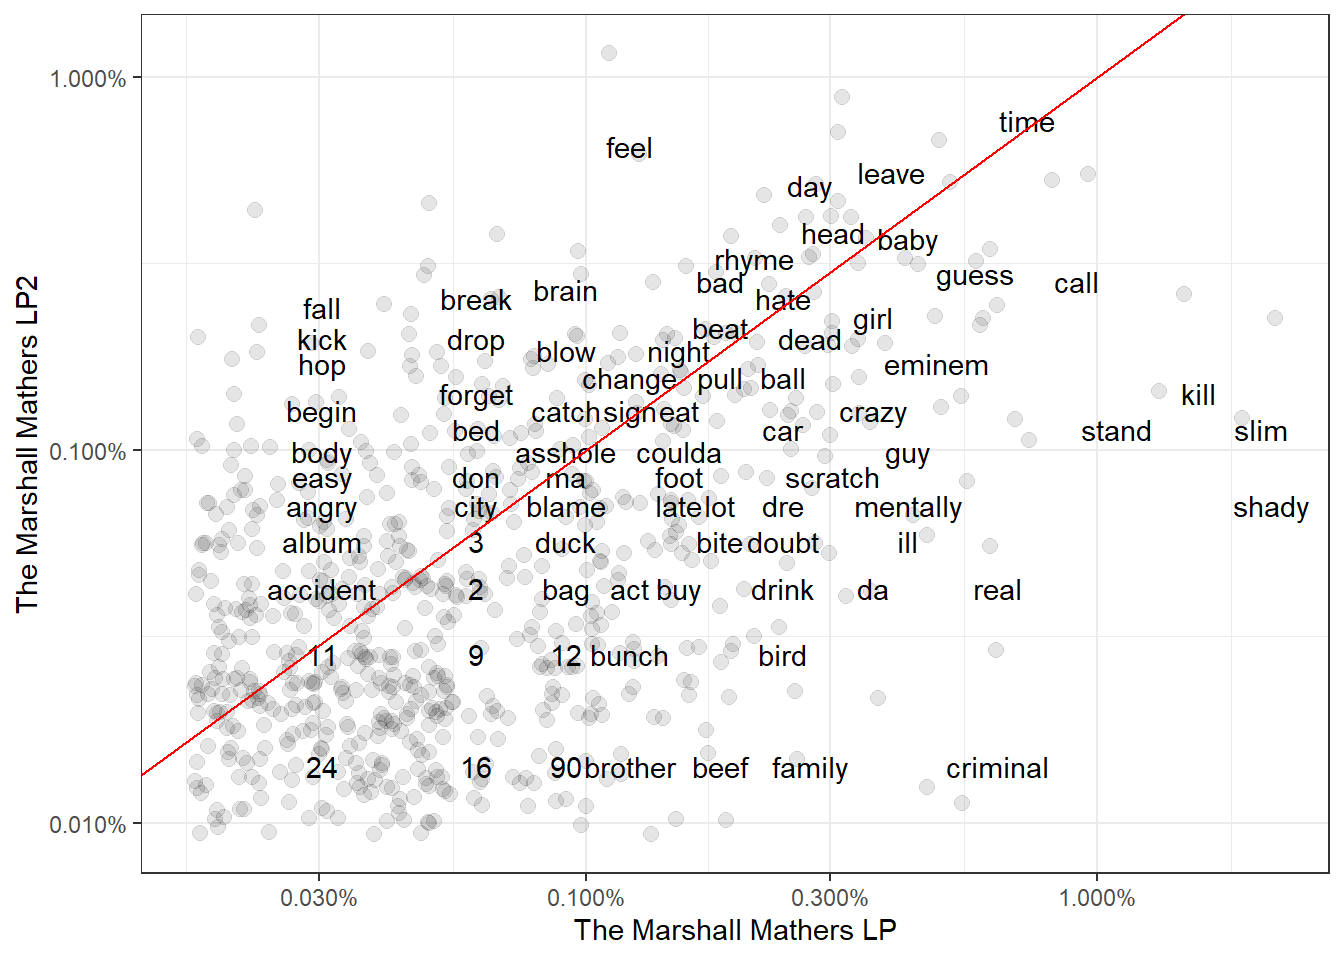 1.000%
time
feel
leave
day
head
baby
rhyme
bad
guess
call
brain
break
hate
fall
girl
beat
kick
drop
dead
blow
night
hop
eminem
change
pull
ball
forget
kill
begin
catch
sign
eat
crazy
bed
car
stand
slim
0.100%
body
asshole
coulda
guy
easy
don
ma
foot
scratch
angry
city
blame
late
lot
dre
mentally
shady
album
3
duck
bite
doubt
ill
accident
2
bag
act
buy
drink
da
real
11
9
12
bunch
bird
24
16
90
brother
beef
family
criminal
0.010%
0.030%
0.100%
0.300%
1.000%
The Marshall Mathers LP
The Marshall Mathers LP2